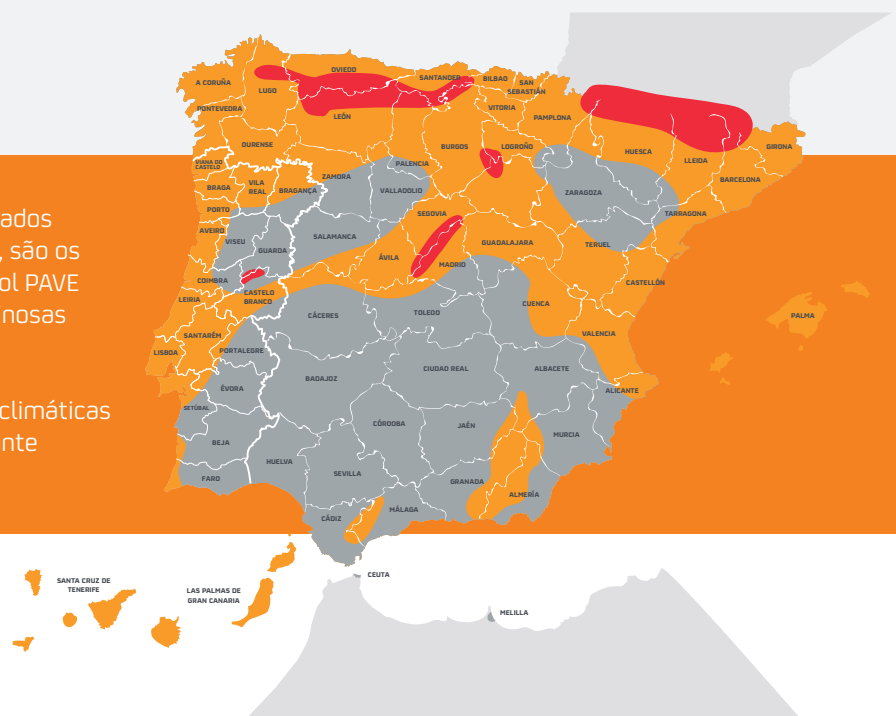 ados
, são os
ol PAVE
nosas
climáticas
nte
A CORUÑA
LUGO
OVIEDO
SANTANDER
BILBAO
SAN
SEBASTIÁN
PONTEVEDRA
LEÓN
VITORIA
PAMPLONA
OURENSE
BURGOS
LOGROÑO
HUESCA
LLEIDA
GIRONA
VIANA DO
CASTELO
BRAGA
VILA
REAL
BRAGANÇA
ZAMORA
PALENCIA
VALLADOLID
ZARAGOZA
BARCELONA
PORTO
SEGOVIA
TARRAGONA
AVEIRO
VISEU
GUARDA
SALAMANCA
ÁVILA
MADRID
GUADALAJARA
TERUEL
COIMBRA
CASTELO
BRANCO
CASTELLÓN
LEIRIA
CÁCERES
TOLEDO
CUENCA
PALMA
SANTARÉM
VALENCIA
LISBOA
PORTALEGRE
BADAJOZ
CIUDAD REAL
ALBACETE
ÉVORA
ALICANTE
SETÚBAL
CÓRDOBA
JAÉN
MURCIA
BEJA
HUELVA
SEVILLA
FARO
GRANADA
ALMERÍA
CÁDIZ
MÁLAGA
SANTA CRUZ DE
TENERIFE
LAS PALMAS DE
GRAN CANARIA
CEUTA
MELILLA